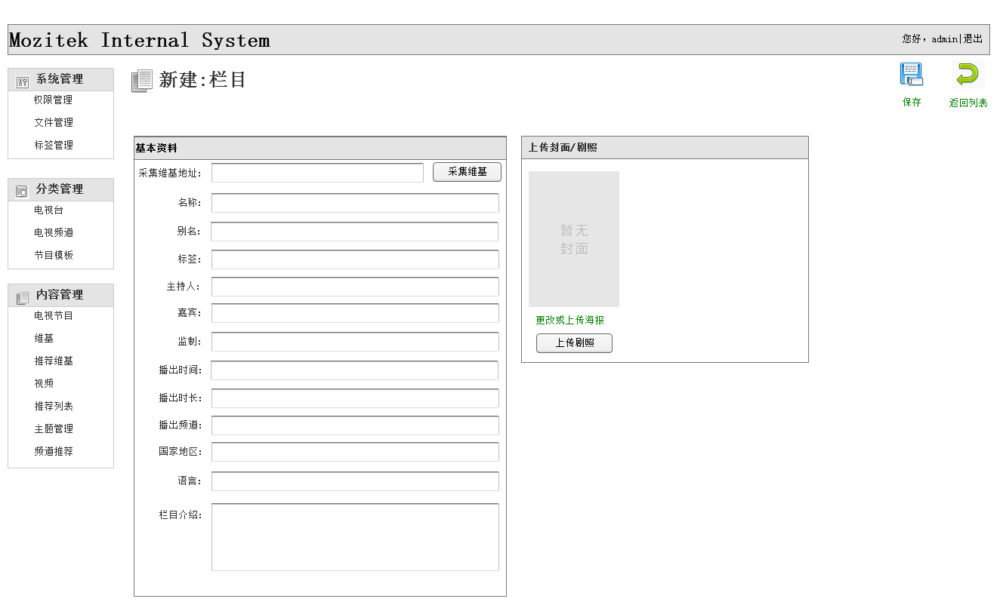 Mozitek Internal System
您好，admin|退出
系统管理
权限管理
文件管理
标签管理
分类管理
电视台
电视频道
节目模板
内容管理
电视节目
维基
推荐维基
视频
推荐列表
主题管理
频道推荐
新建:栏目
保存
返回列表
基本资料
采集维基地址:
采集维基
名称:
别名:
标签:
主持人:
嘉宾:
监制:
播出时间:
播出时长:
播出频道:
国家地区:
语言:
栏目介绍:
上传封面/剧照
暂无
封面
更改或上传海报
上传剧照